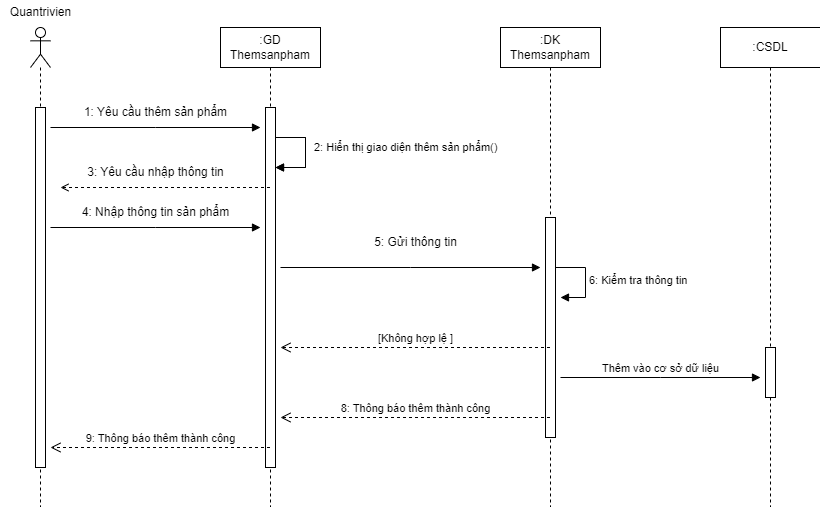 Quantrivien
:GD
Themsanpham
:DK
Themsanpham
:CSDL
1: Yêu cầu thêm sản phẩm
2: Hiển thị giao diện thêm sản phẩm()
3: Yêu cầu nhập thông tin
4: Nhập thông tin sản phẩm
5: Gửi thông tin
6: Kiểm tra thông tin
[Không hợp lệ ]
Thêm vào cơ sở dữ liệu
8: Thông báo thêm thành công
9: Thông báo thêm thành công